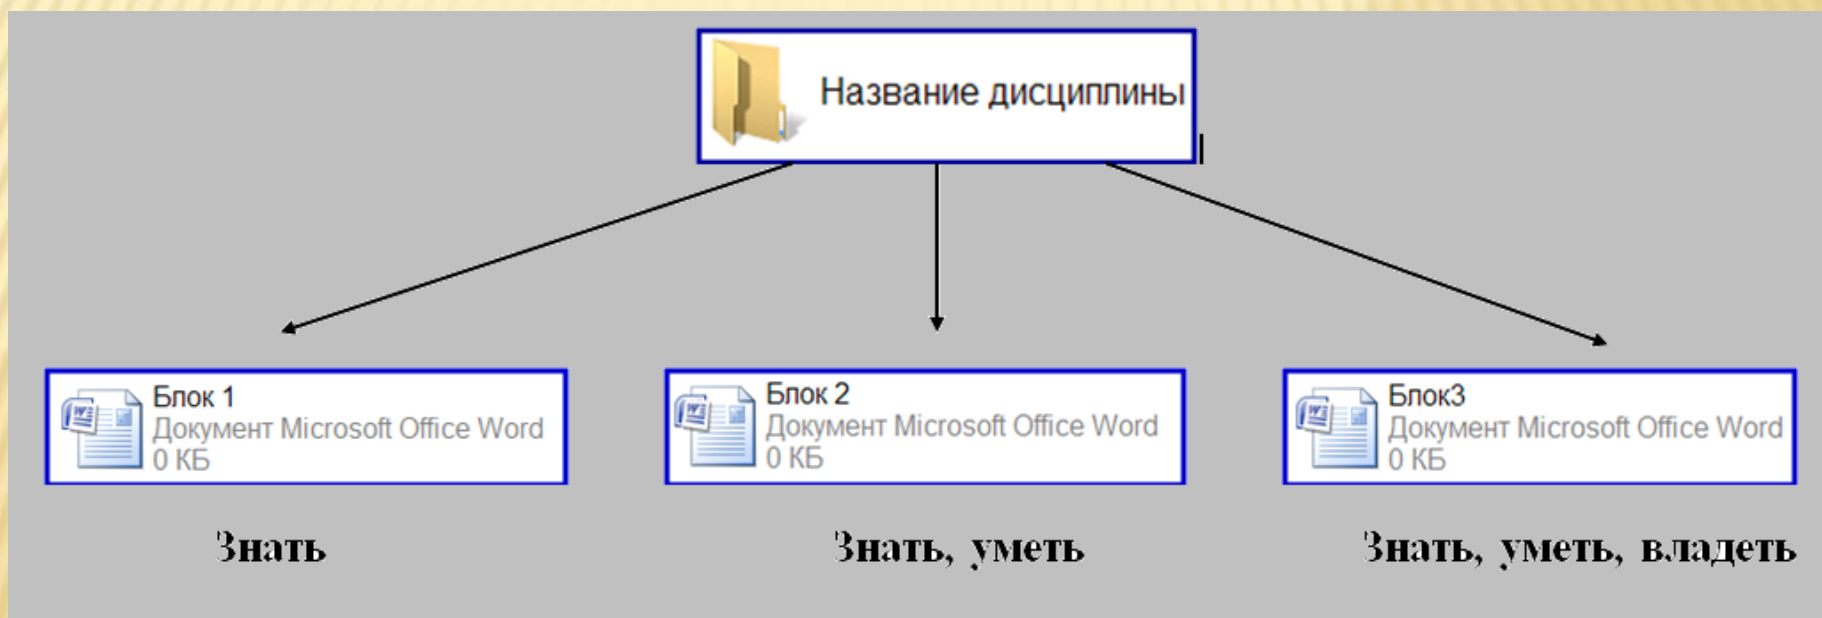 Название дисциплины
Блок 1
Документ Microsoft Office Word
0 КБ
Блок 2
Документ Microsoft Office Word
0 КБ
Блок3
Документ Microsoft Office Word
0 КБ
Знать
Знать, уметь
Знать, уметь, владеть